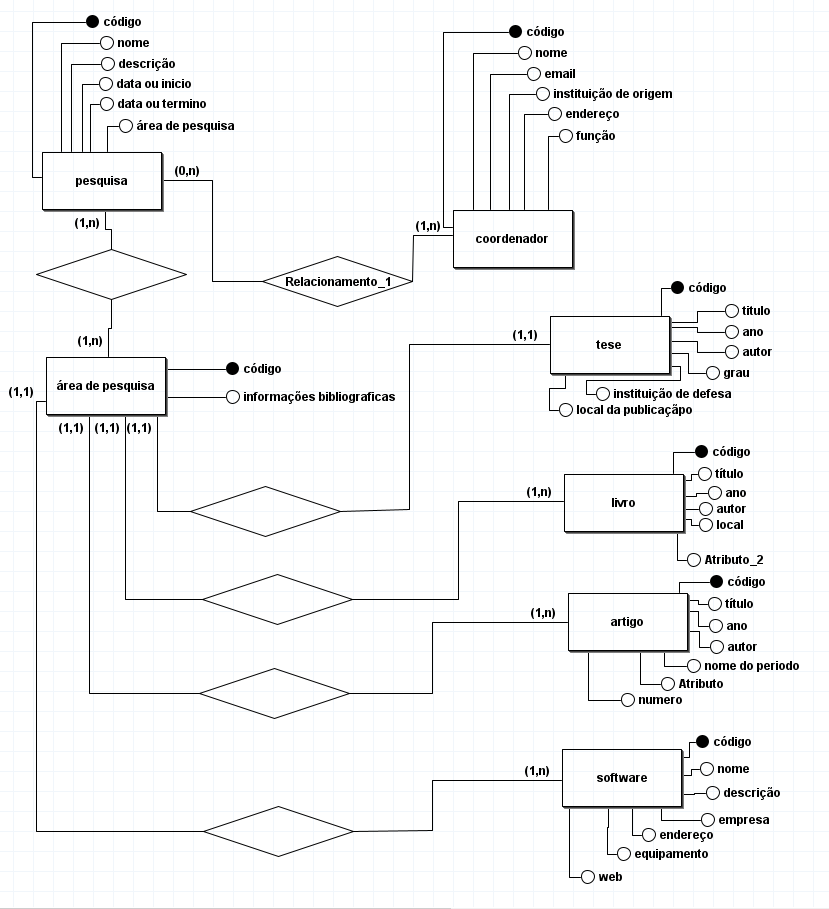 código
nome
descrição
data ou inicio
data ou termino
área de pesquisa
pesquisa
(0,n)
(1,n)
código
nome
email
instituição de origem
endereço
função
(1,n)
coordenador
Relacionamento_1
(1,n)
área de pesquisa
código
informações bibliograficas
(1,1)
(1,1)
(1,1)
(1,1)
(1,1)
tese
código
titulo
ano
autor
grau
instituição de defesa
local da publicaçãpo
(1,n)
livro
código
título
ano
autor
local
Atributo_2
(1,n)
artigo
código
título
ano
autor
nome do periodo
Atributo
numero
(1,n)
software
código
nome
descrição
empresa
endereço
equipamento
web